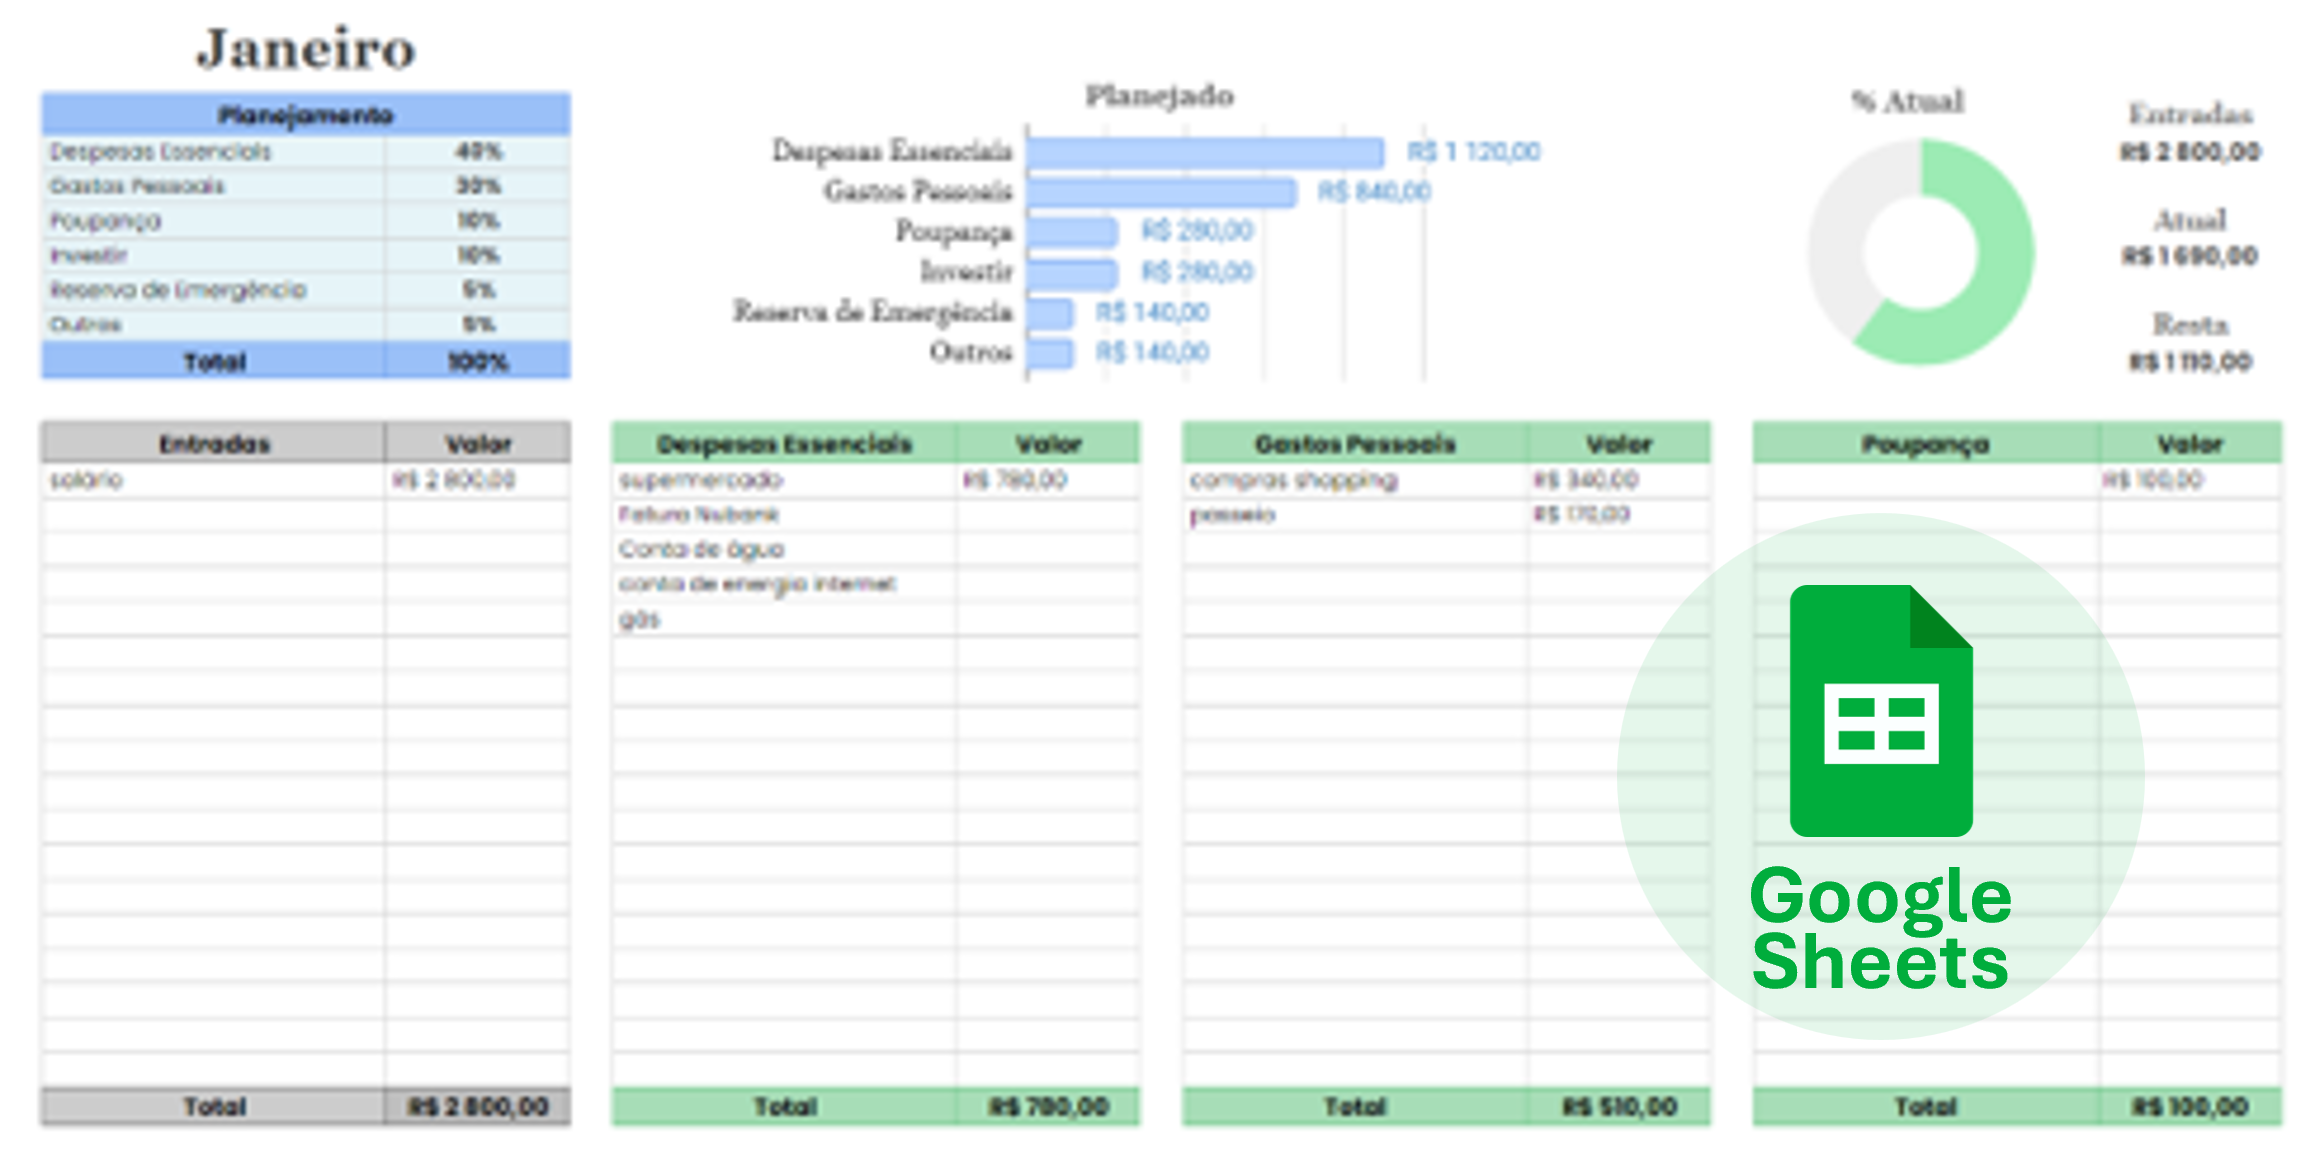 Janeiro
Planejamento
Despesas Essenciais 40%
Gastos Pessoais 30%
Poupança 10%
Investir 10%
Reserva de Emergência 5%
Outros 5%
Total 100%
Planejado
Despesas Essenciais R$ 1 120,00
Gastos Pessoais R$ 840,00
Poupança R$ 280,00
Investir R$ 280,00
Reserva de Emergência R$ 140,00
Outros R$ 140,00
% Atual
Entradas
R$ 2 800,00
Atual
R$ 1 690,00
Resta
R$ 1 110,00
Entradas Valor
salário R$ 2 800,00
Total R$ 2 800,00
Despesas Essenciais Valor
supermercado R$ 780,00
Fatura Nubank
Conta de água
conta de energia internet
gás
Total R$ 780,00
Gastos Pessoais Valor
compras shopping R$ 340,00
passeio R$ 170,00
Total R$ 510,00
Poupança Valor
R$ 100,00
Total R$ 100,00
Google
Sheets